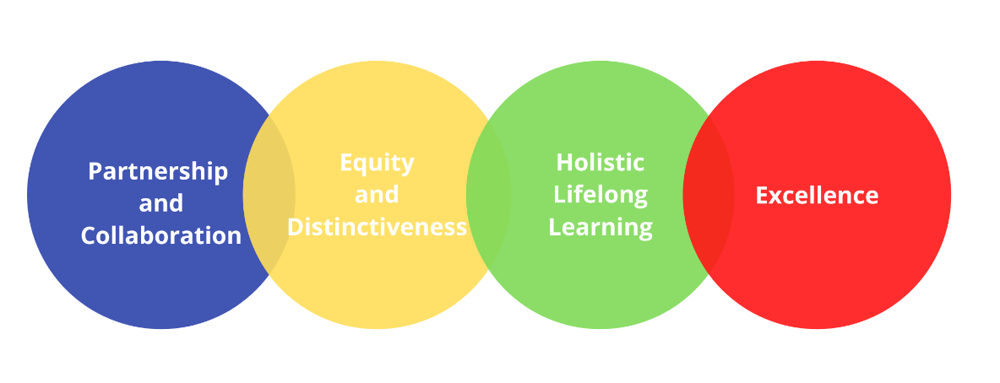 Partnership
and
Collaboration
Equity
and
Distinctiveness
Holistic
Lifelong
Learning
Excellence